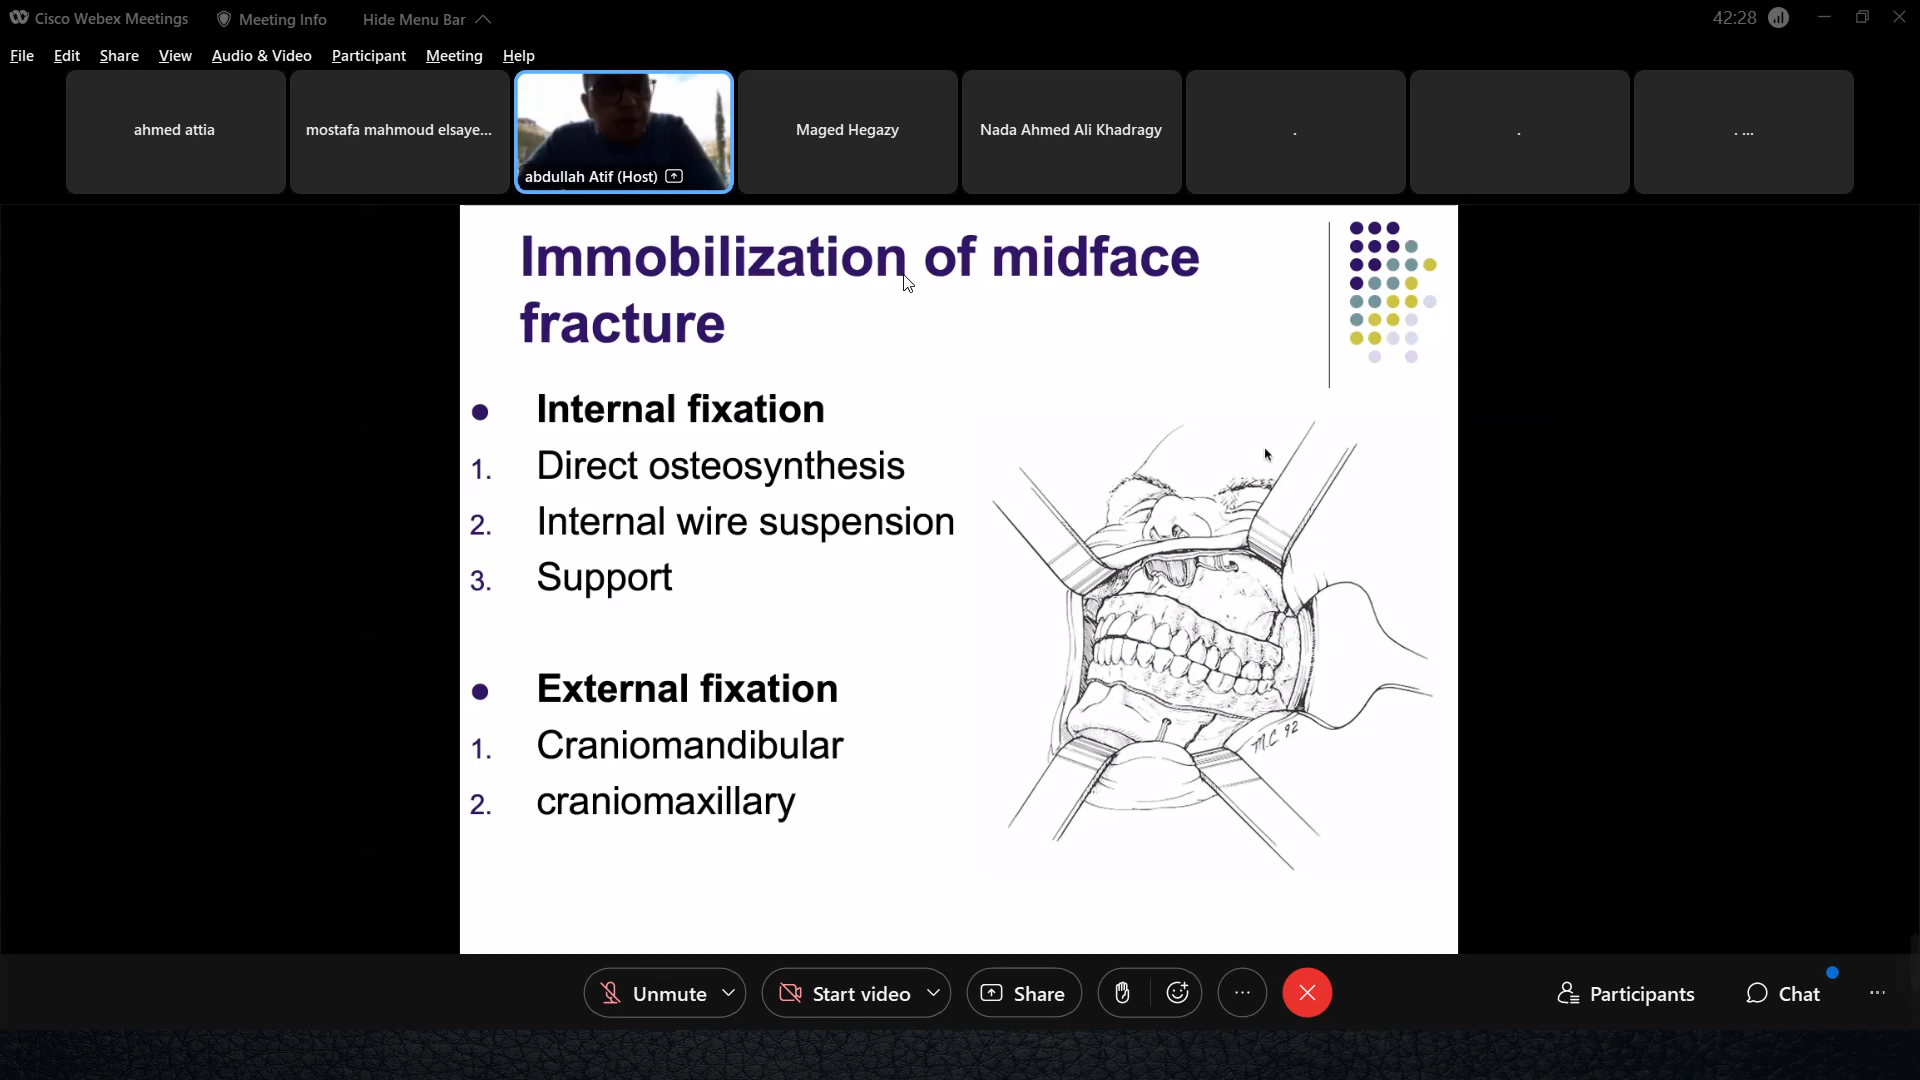 Cisco Webex Meetings Meeting Info Hide Menu Bar 42:28
File Edit Share View Audio & Video Participant Meeting Help
ahmed attia
mostafa mahmoud elsaye...
abdullah Atif (Host)
Maged Hegazy
Nada Ahmed Ali Khadragy
.
.
. ...
Immobilization of midface
fracture
● Internal fixation
1. Direct osteosynthesis
2. Internal wire suspension
3. Support
● External fixation
1. Craniomandibular
2. craniomaxillary
M.C 92
Unmute Start video Share ... Participants Chat ...